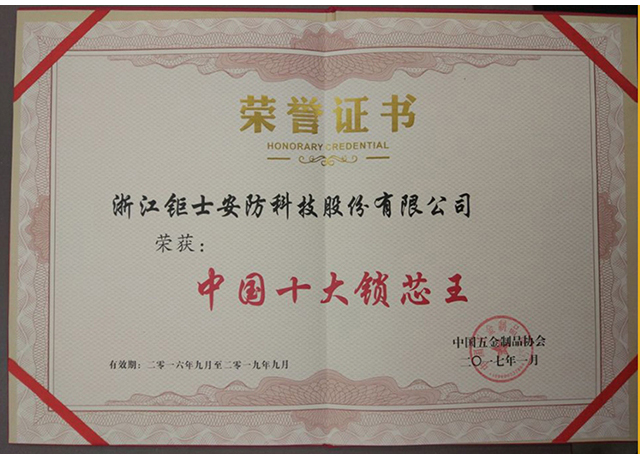 荣誉证书
HONORARY CREDENTIAL
浙江钜士安防科技股份有限公司
荣获：
中国十大锁芯王
中国五金制品协会
有效期：二零一六年九月至二零一九年九月
二〇一七年一月